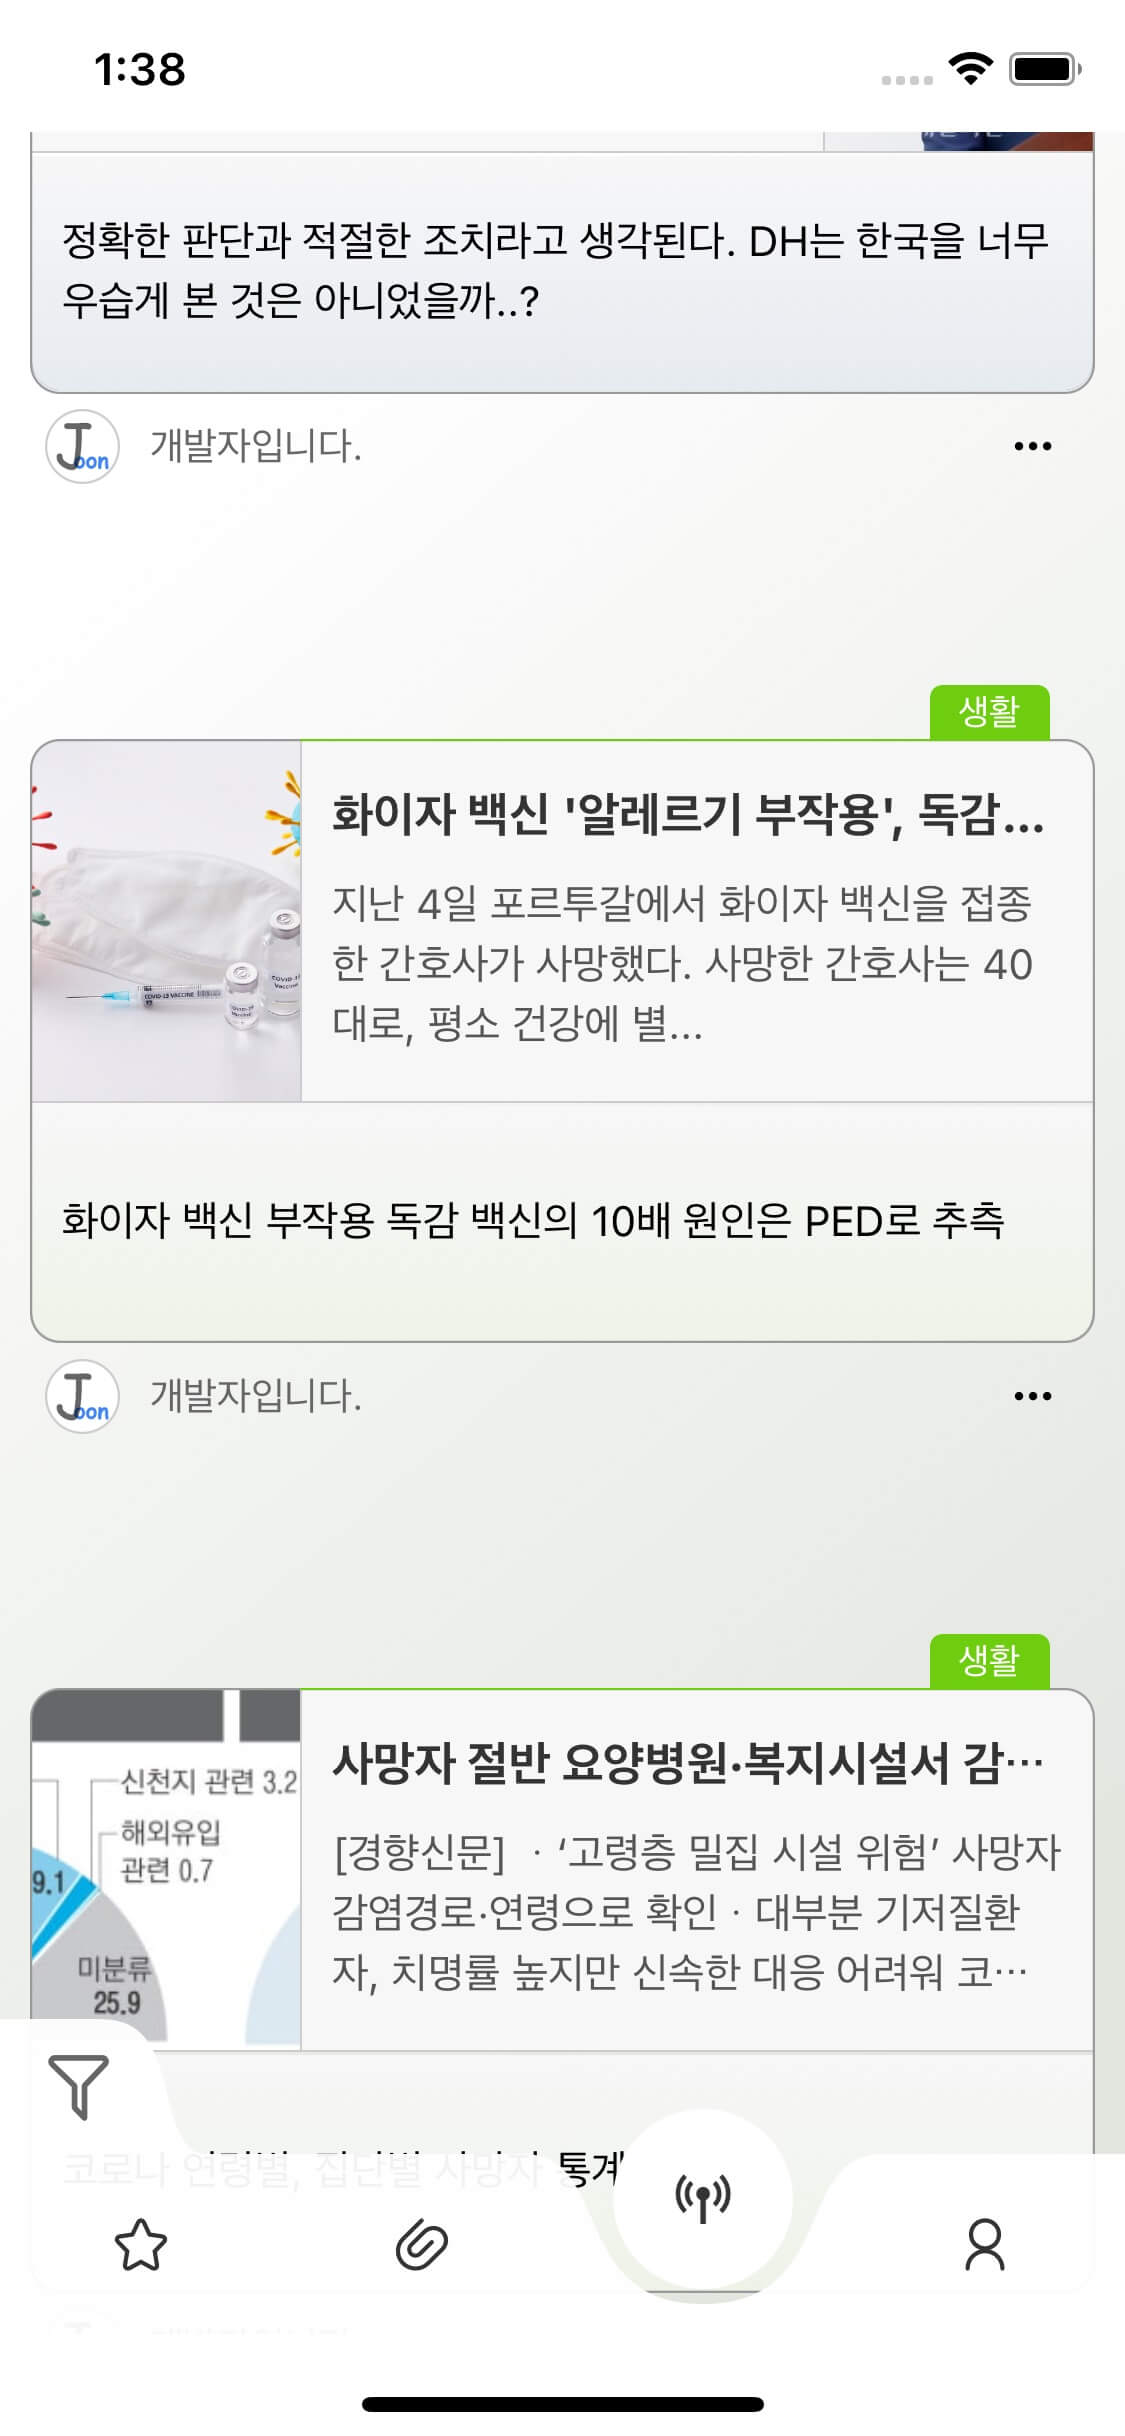 1:38
정확한 판단과 적절한 조치라고 생각된다. DH는 한국을 너무
우습게 본 것은 아니었을까..?
Joon
개발자입니다.
생활
화이자 백신 '알레르기 부작용', 독감...
지난 4일 포르투갈에서 화이자 백신을 접종
한 간호사가 사망했다. 사망한 간호사는 40
대로, 평소 건강에 별...
COVID-19 VACCINE
COVID-19
Vaccine
화이자 백신 부작용 독감 백신의 10배 원인은 PED로 추측
Joon
개발자입니다.
생활
사망자 절반 요양병원·복지시설서 감…
[경향신문] ·‘고령층 밀집 시설 위험’ 사망자
감염경로·연령으로 확인 · 대부분 기저질환
자, 치명률 높지만 신속한 대응 어려워 코…
신천지 관련 3.2
해외유입
관련 0.7
9.1
미분류
25.9
코로나 연령별, 집단별 사망자 통계